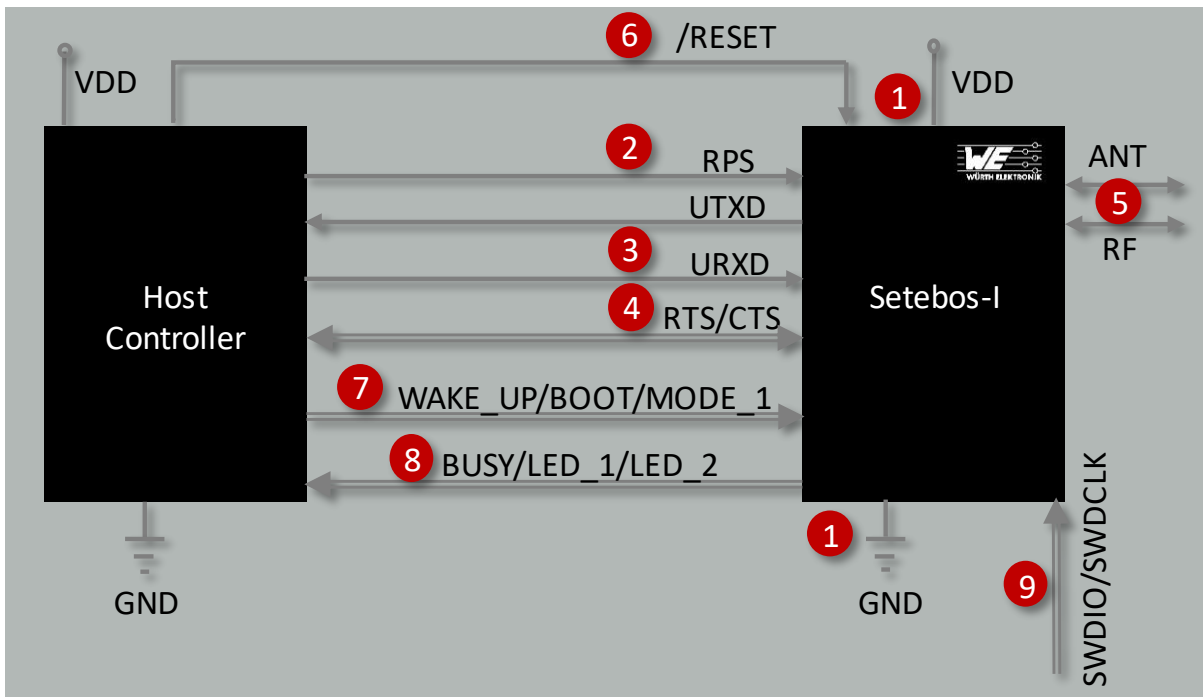 6 /RESET
VDD
1 VDD
2 RPS
WE
WÜRTH ELEKTRONIK
ANT
UTXD
5
3 URXD
RF
Host
Controller
Setebos-I
4 RTS/CTS
7 WAKE_UP/BOOT/MODE_1
8 BUSY/LED_1/LED_2
1
GND
GND
9 SWDIO/SWDCLK